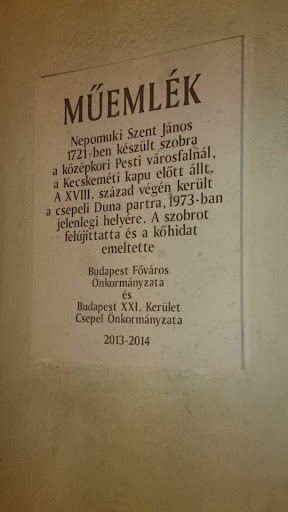 MŰEMLÉK
Nepomuki Szent János
1721-ben készült szobra
a középkori Pesti városfalnál,
a Kecskeméti kapu előtt állt.
A XVIII. század végén került
a csepeli Duna partra, 1973-ban
jelenlegi helyére. A szobrot
felújíttatta és a kőhidat
emeltette
Budapest Főváros
Önkormányzata
és
Budapest XXI. Kerület
Csepel Önkormányzata
2013-2014